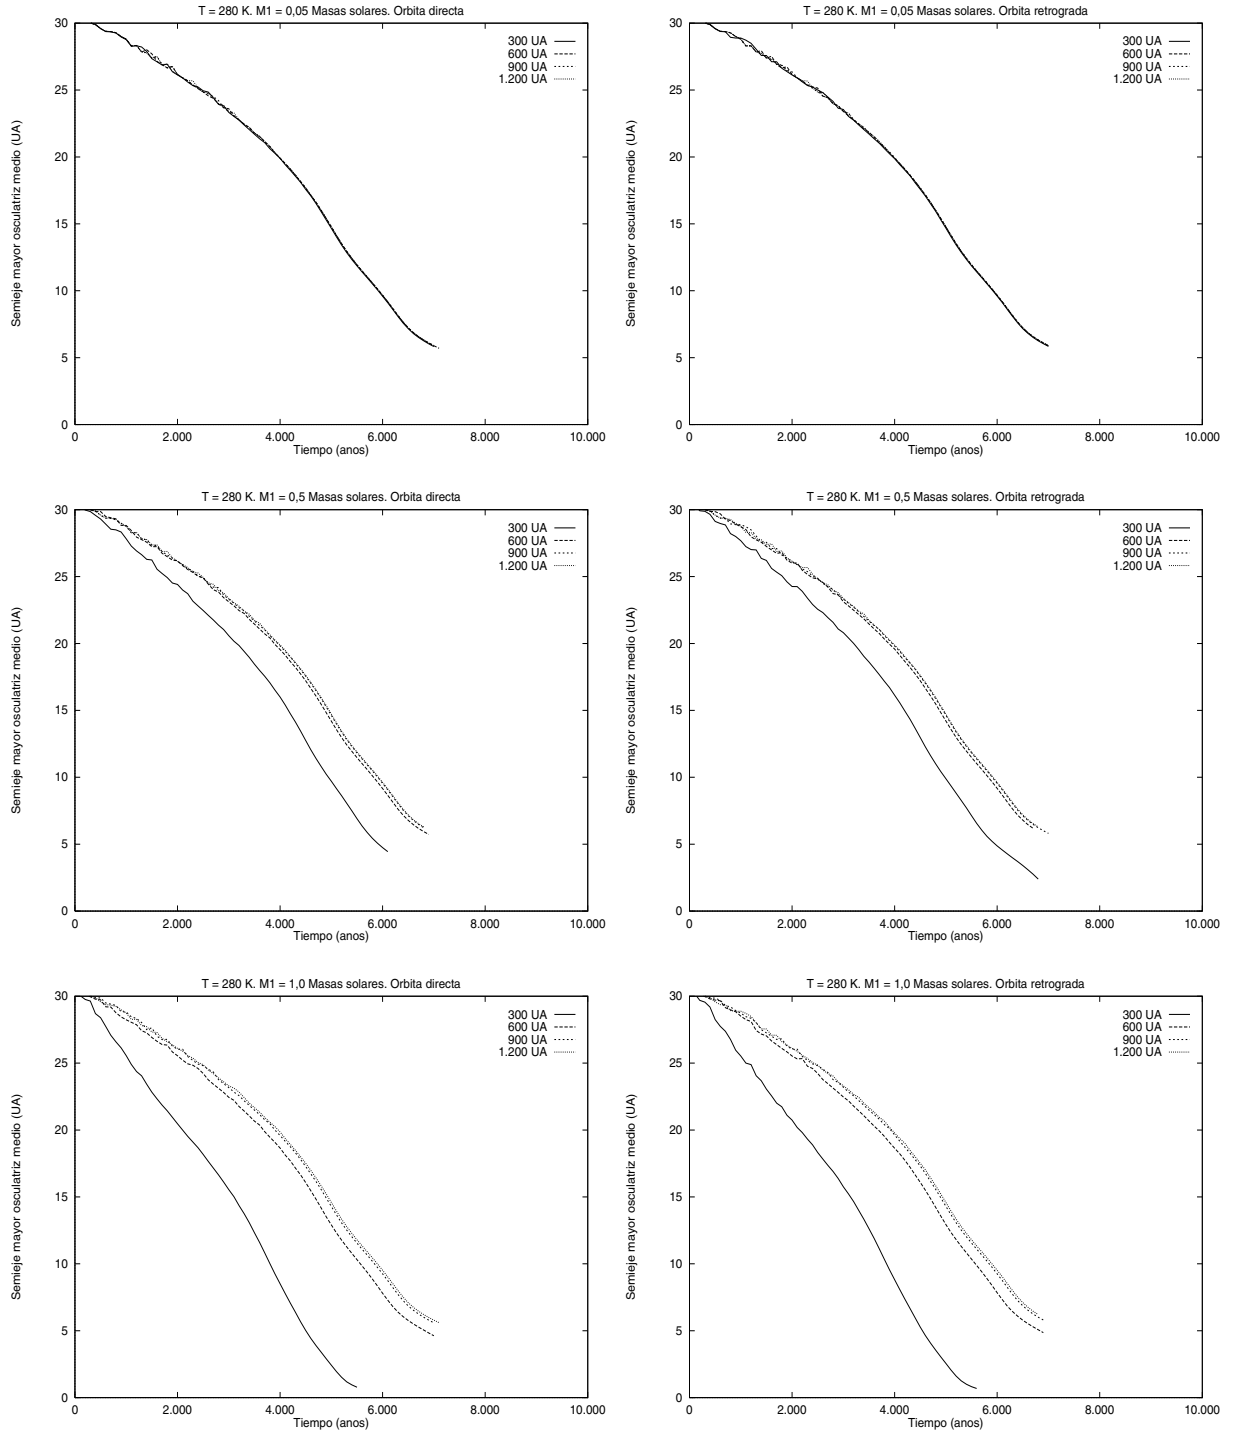 T = 280 K. M1 = 0,05 Masas solares. Orbita directa
30
25
20
15
10
5
0
Semieje mayor osculatriz medio (UA)
300 UA
600 UA
900 UA
1.200 UA
0 2.000 4.000 6.000 8.000 10.000
Tiempo (anos)
T = 280 K. M1 = 0,05 Masas solares. Orbita retrograda
30
25
20
15
10
5
0
Semieje mayor osculatriz medio (UA)
300 UA
600 UA
900 UA
1.200 UA
0 2.000 4.000 6.000 8.000 10.000
Tiempo (anos)
T = 280 K. M1 = 0,5 Masas solares. Orbita directa
30
25
20
15
10
5
0
Semieje mayor osculatriz medio (UA)
300 UA
600 UA
900 UA
1.200 UA
0 2.000 4.000 6.000 8.000 10.000
Tiempo (anos)
T = 280 K. M1 = 0,5 Masas solares. Orbita retrograda
30
25
20
15
10
5
0
Semieje mayor osculatriz medio (UA)
300 UA
600 UA
900 UA
1.200 UA
0 2.000 4.000 6.000 8.000 10.000
Tiempo (anos)
T = 280 K. M1 = 1,0 Masas solares. Orbita directa
30
25
20
15
10
5
0
Semieje mayor osculatriz medio (UA)
300 UA
600 UA
900 UA
1.200 UA
0 2.000 4.000 6.000 8.000 10.000
Tiempo (anos)
T = 280 K. M1 = 1,0 Masas solares. Orbita retrograda
30
25
20
15
10
5
0
Semieje mayor osculatriz medio (UA)
300 UA
600 UA
900 UA
1.200 UA
0 2.000 4.000 6.000 8.000 10.000
Tiempo (anos)